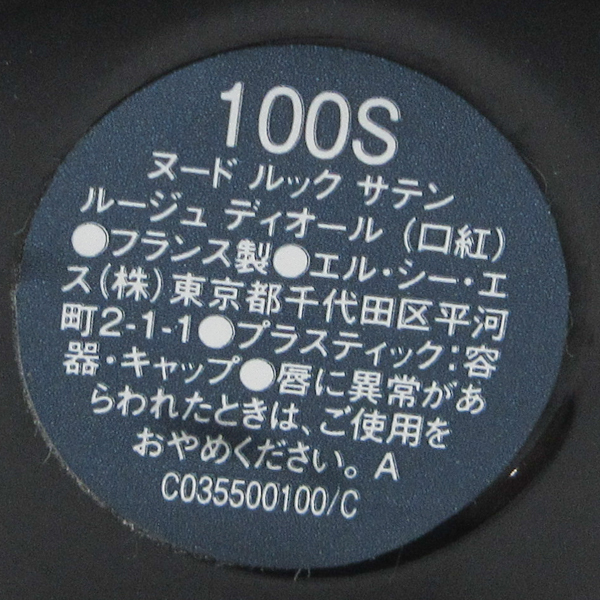 100S
ヌード ルック サテン
ルージュ ディオール (口紅)
●フランス製●エル・シー・エ
ス(株)東京都千代田区平河
町2-1-1●プラスティック:容
器・キャップ●唇に異常があ
らわれたときは、ご使用を
おやめください。 A
C035500100/C